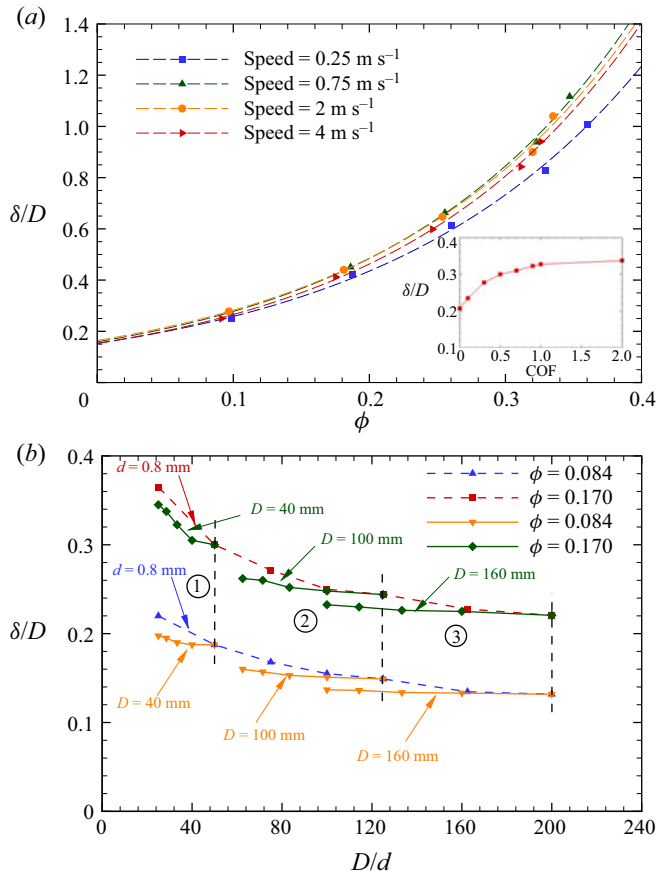 (a)
1.4
1.2
1.0
0.8
0.6
0.4
0.2
δ/D
Speed = 0.25 m s⁻¹
Speed = 0.75 m s⁻¹
Speed = 2 m s⁻¹
Speed = 4 m s⁻¹
0.4
0.3
0.2
0.1
δ/D
0 0.5 1.0 1.5 2.0
COF
0 0.1 0.2 0.3 0.4
ϕ
(b)
0.4
0.3
0.2
0.1
0
δ/D
d = 0.8 mm
D = 40 mm
D = 100 mm
D = 160 mm
ϕ = 0.084
ϕ = 0.170
ϕ = 0.084
ϕ = 0.170
d = 0.8 mm
1
2
3
D = 40 mm
D = 100 mm
D = 160 mm
0 40 80 120 160 200 240
D/d